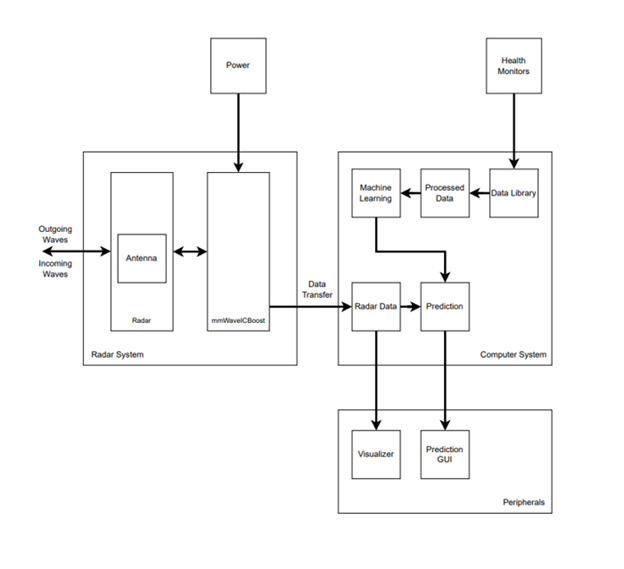 Power
Health
Monitors
Machine
Learning
Processed
Data
Data Library
Outgoing
Waves
Incoming
Waves
Antenna
Radar
mmWaveICBoost
Radar System
Data
Transfer
Radar Data
Prediction
Computer System
Visualizer
Prediction
GUI
Peripherals